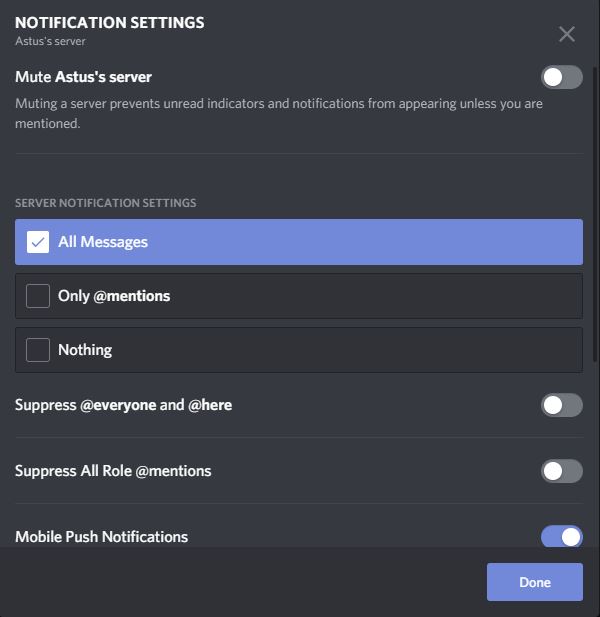 NOTIFICATION SETTINGS
Astus's server
Mute Astus's server
Muting a server prevents unread indicators and notifications from appearing unless you are
mentioned.
SERVER NOTIFICATION SETTINGS
All Messages
Only @mentions
Nothing
Suppress @everyone and @here
Suppress All Role @mentions
Mobile Push Notifications
Done